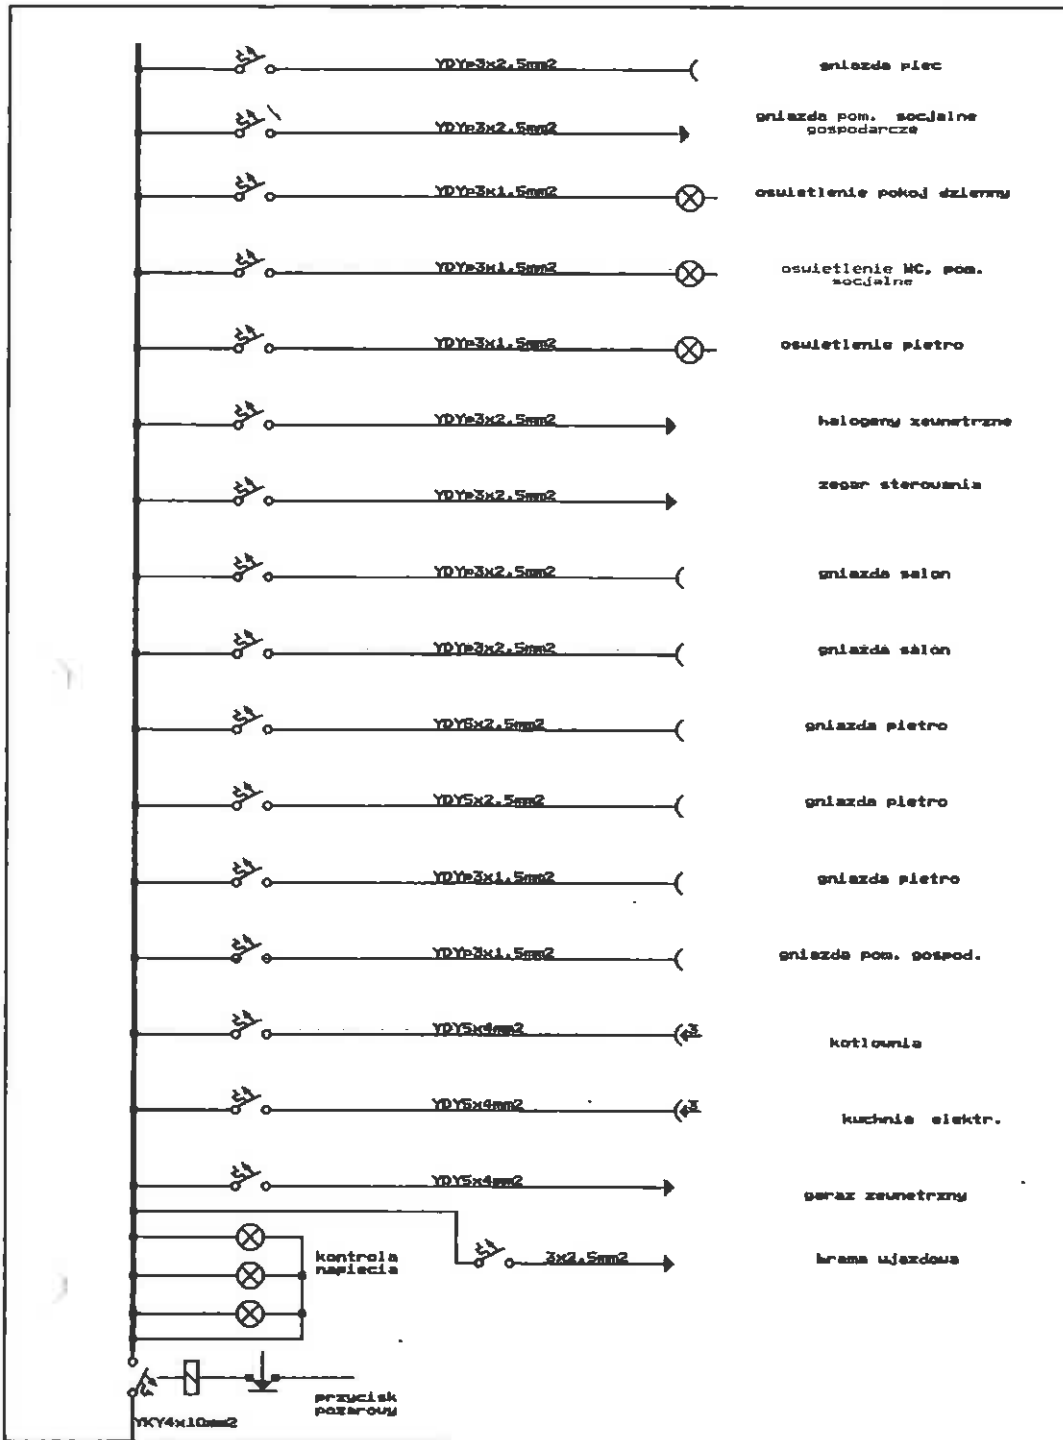 YDYp3x2.5mm2 gniazda piec
YDYp3x2.5mm2 gniazda pom. socjalne
gospodarcze
YDYp3x1.5mm2 oswietlenie pokoj dzienny
YDYp3x1.5mm2 oswietlenie WC, pom.
socjalne
YDYp3x1.5mm2 oswietlenie pietro
YDYp3x2.5mm2 halogeny zewnetrzne
YDYp3x2.5mm2 zegar sterowania
YDYp3x2.5mm2 gniazda salon
YDYp3x2.5mm2 gniazda salon
YDY5x2.5mm2 gniazda pietro
YDY5x2.5mm2 gniazda pietro
YDYp3x1.5mm2 gniazda pietro
YDYp3x1.5mm2 gniazda pom. gospod.
YDY5x4mm2 3 kotlownia
YDY5x4mm2 3 kuchnia elektr.
YDY5x4mm2 garaz zewnetrzny
kontrola
napiecia
3x2.5mm2 brama wjazdowa
przycisk
pozarowy
YKY4x10mm2